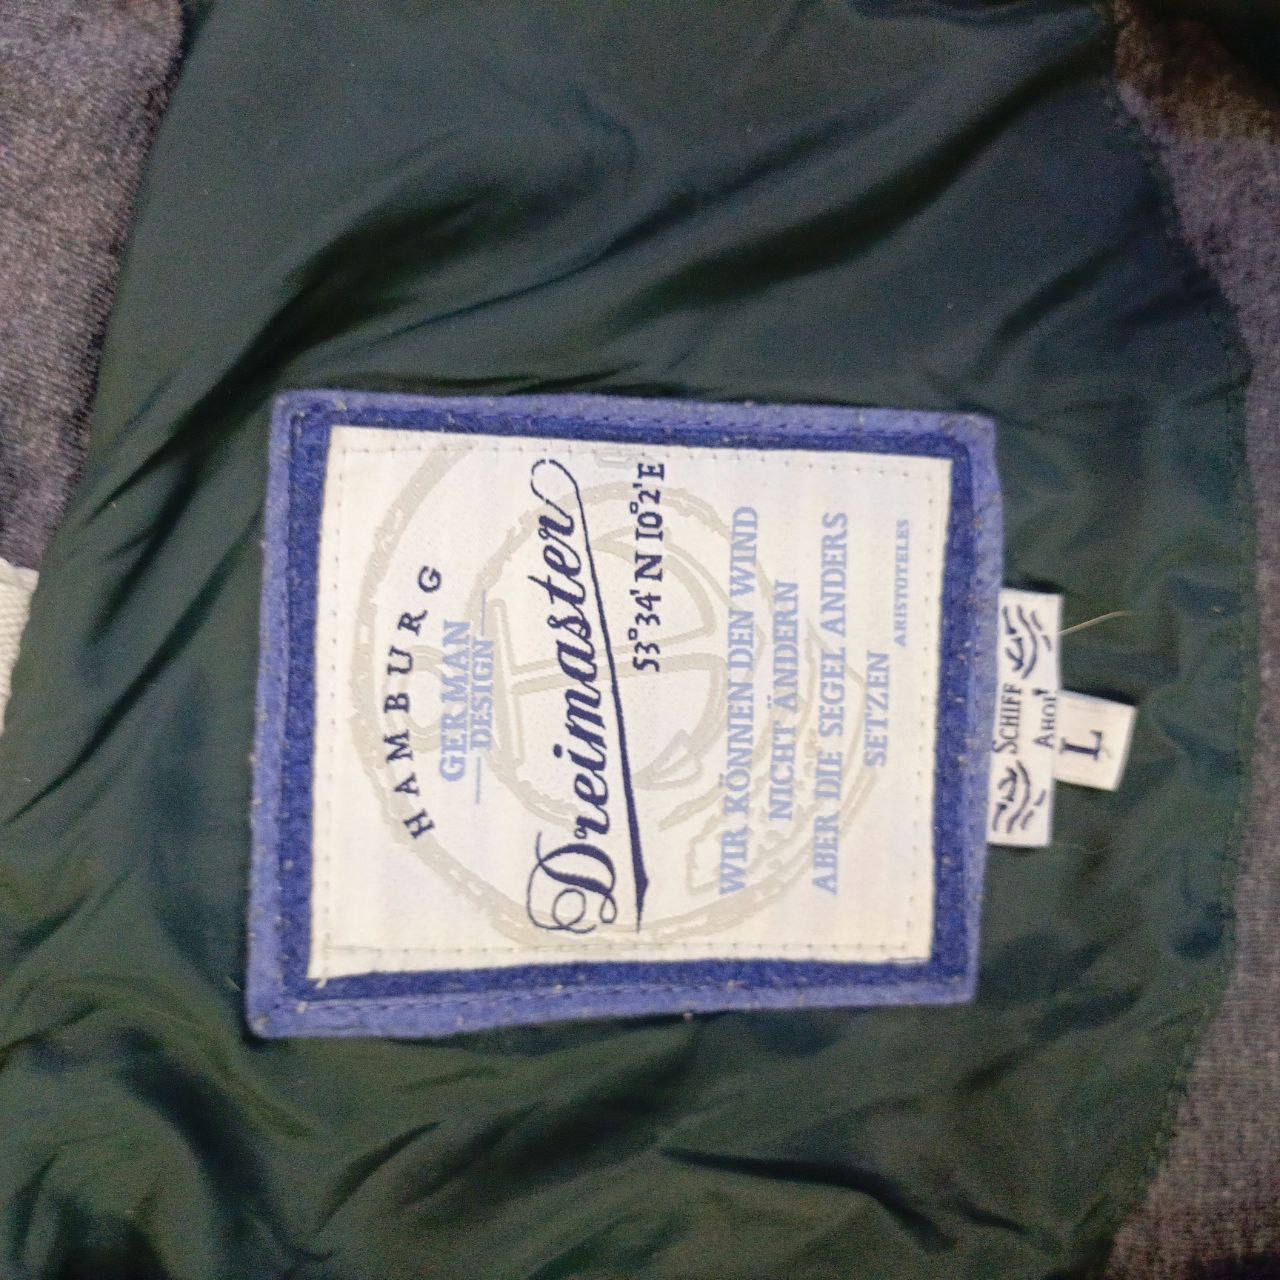 HAMBURG
GERMAN
DESIGN
Dreimaster
53°34'N 10°2'E
WIR KÖNNEN DEN WIND
NICHT ÄNDERN
ABER DIE SEGEL ANDERS
SETZEN
ARISTOTELES
SCHIFF
AHOI'
L